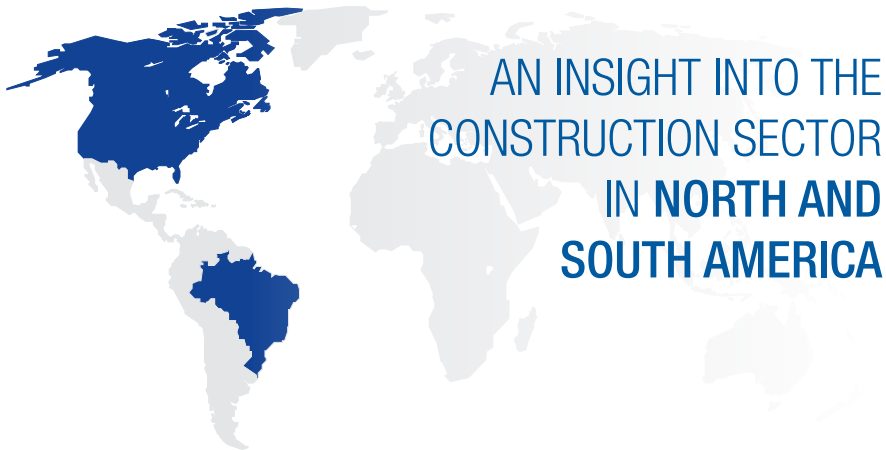 AN INSIGHT INTO THE
CONSTRUCTION SECTOR
IN NORTH AND
SOUTH AMERICA